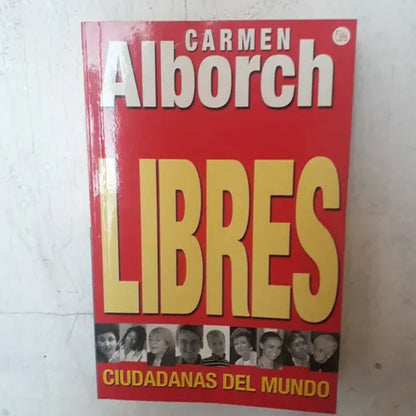 CARMEN
Alborch
LIBRES
CIUDADANAS DEL MUNDO